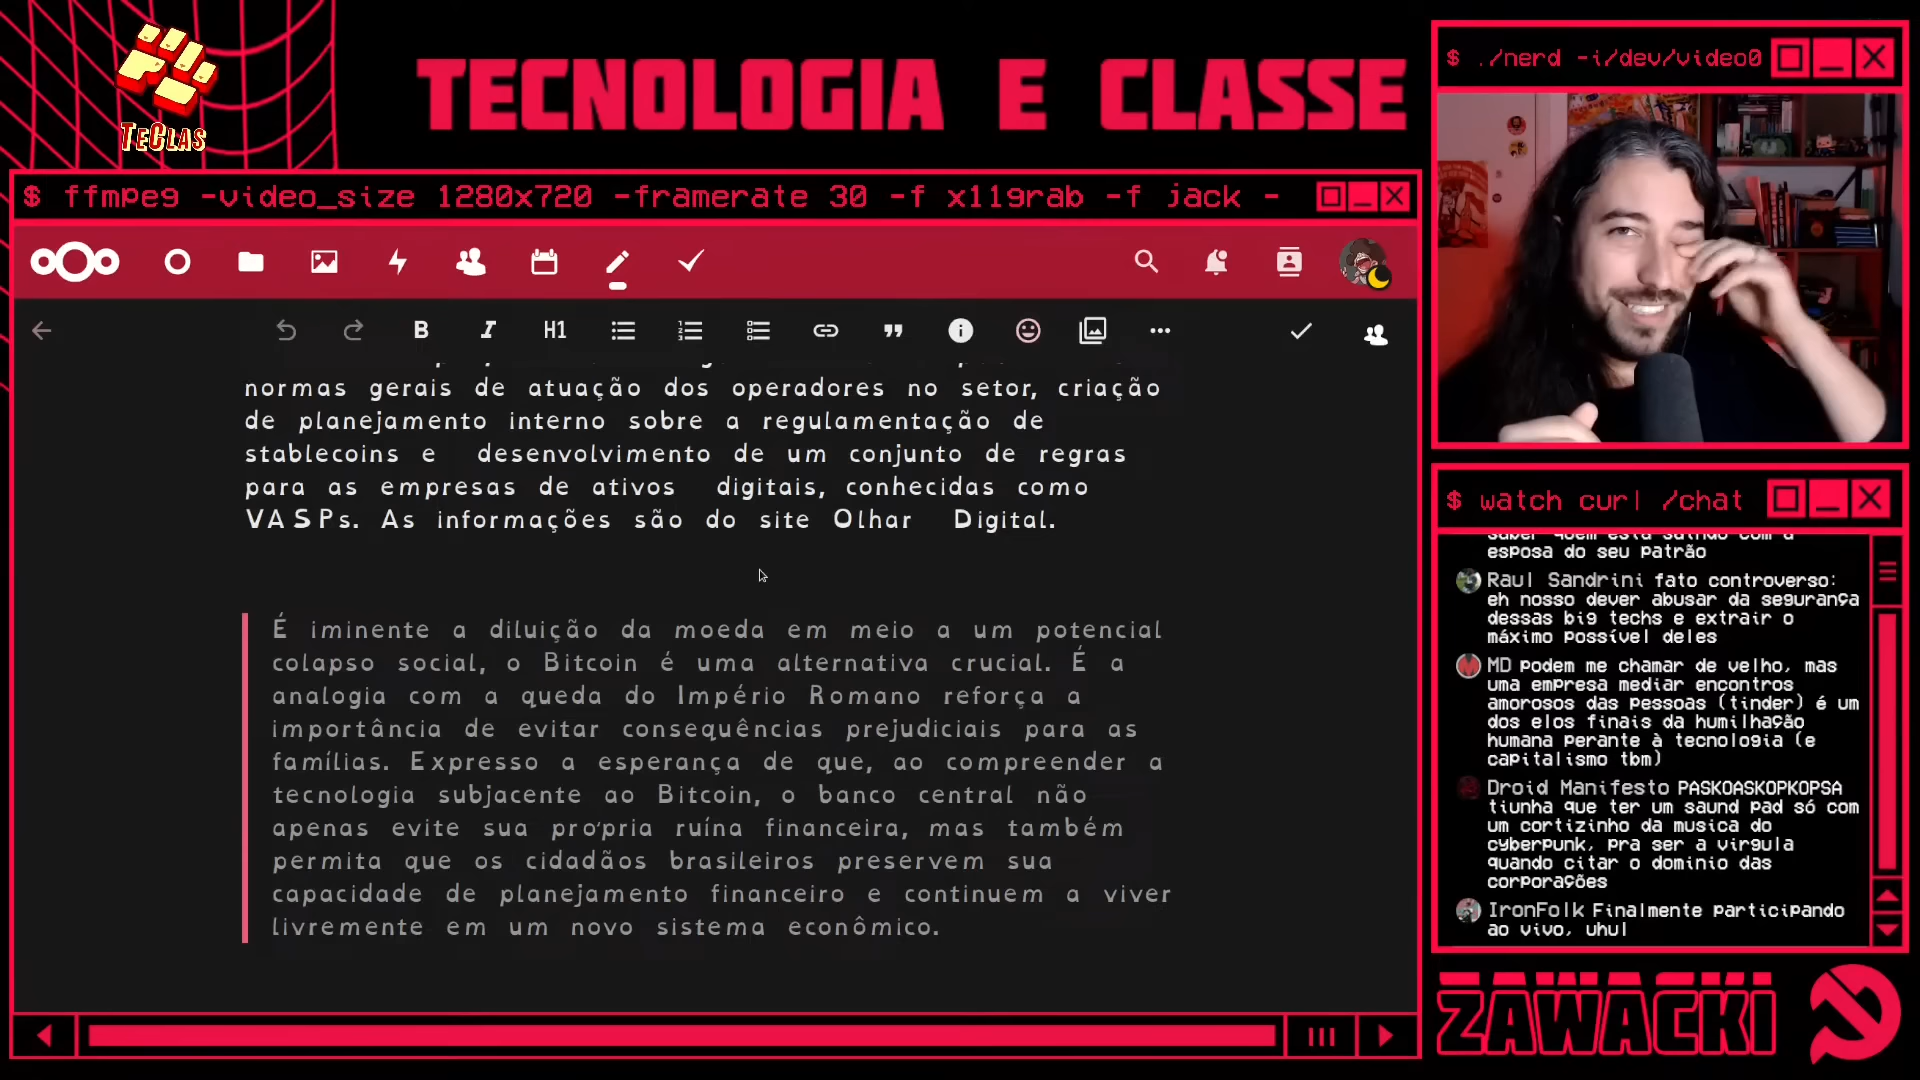 TeClas
TECNOLOGIA E CLASSE
$ ffmpeg -video_size 1280x720 -framerate 30 -f x11grab -f jack -
B I H1
normas gerais de atuação dos operadores no setor, criação
de planejamento interno sobre a regulamentação de
stablecoins e desenvolvimento de um conjunto de regras
para as empresas de ativos digitais, conhecidas como
VASPs. As informações são do site Olhar Digital.
É iminente a diluição da moeda em meio a um potencial
colapso social, o Bitcoin é uma alternativa crucial. É a
analogia com a queda do Império Romano reforça a
importância de evitar consequências prejudiciais para as
famílias. Expresso a esperança de que, ao compreender a
tecnologia subjacente ao Bitcoin, o banco central não
apenas evite sua pro´pria ruína financeira, mas também
permita que os cidadãos brasileiros preservem sua
capacidade de planejamento financeiro e continuem a viver
livremente em um novo sistema econômico.
$ ./nerd -i/dev/video0
$ watch curl /chat
saber quem está saindo com a
esposa do seu patrão
Raul Sandrini fato controverso:
eh nosso dever abusar da segurança
dessas big techs e extrair o
máximo possível deles
MD podem me chamar de velho, mas
uma empresa mediar encontros
amorosos das pessoas (tinder) é um
dos elos finais da humilhação
humana perante à tecnologia (e
capitalismo tbm)
Droid Manifesto PASKOASKOPKOPSA
tiunha que ter um saund pad só com
um cortizinho da musica do
cyberpunk, pra ser a virgula
quando citar o dominio das
corporações
IronFolk Finalmente participando
ao vivo, uhul
ZAWACKI